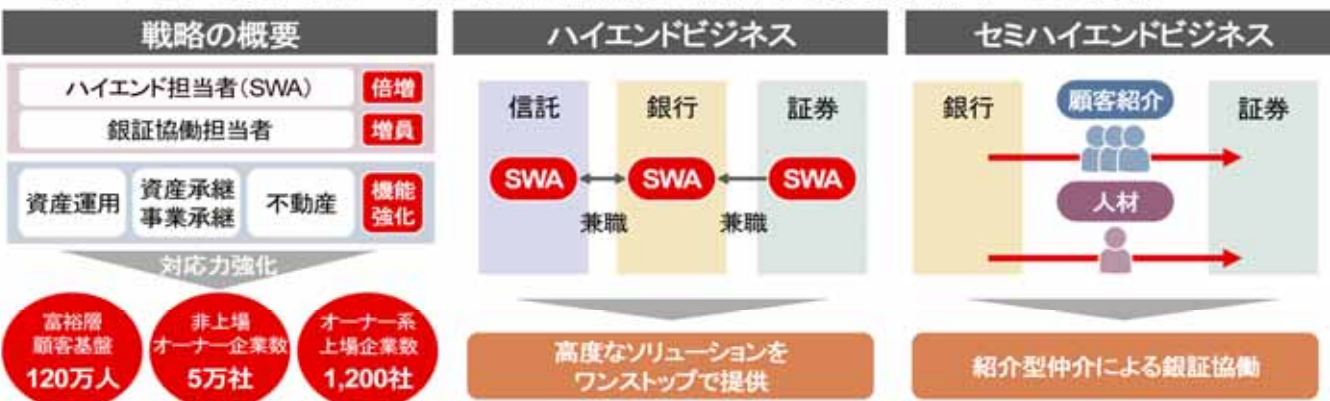 戦略の概要
ハイエンド担当者(SWA)
倍増
銀証協働担当者
増員
資産運用
資産承継
事業承継
不動産
機能
強化
対応力強化
富裕層
顧客基盤
120万人
非上場
オーナー企業数
5万社
オーナー系
上場企業数
1,200社
ハイエンドビジネス
信託
銀行
証券
SWA
SWA
SWA
兼職
兼職
高度なソリューションを
ワンストップで提供
セミハイエンドビジネス
銀行
顧客紹介
証券
人材
紹介型仲介による銀証協働